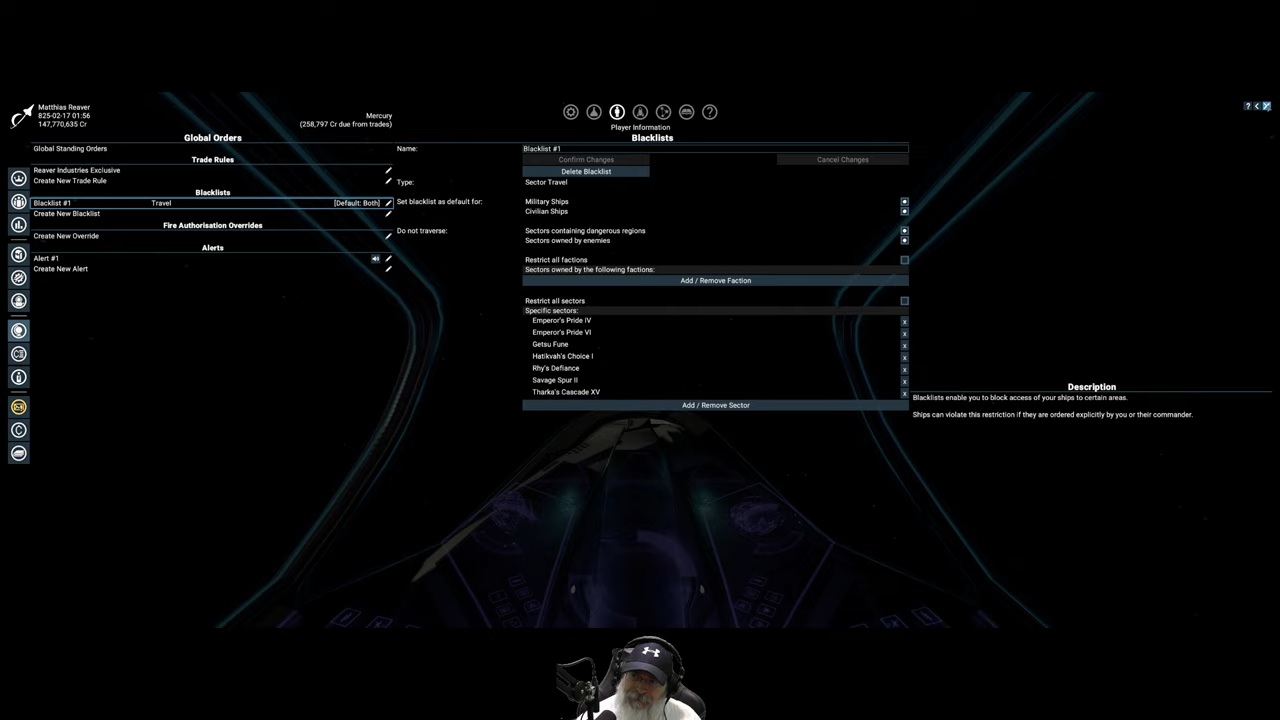 Matthias Reaver
825-02-17 01:56
147,770,635 Cr
Mercury
(258,797 Cr due from trades)
Player Information
? <
Global Orders
Global Standing Orders
Trade Rules
Reaver Industries Exclusive
Create New Trade Rule
Blacklists
Blacklist #1 Travel [Default: Both]
Create New Blacklist
Fire Authorisation Overrides
Create New Override
Alerts
Alert #1
Create New Alert
Blacklists
Name: Blacklist #1
Confirm Changes Cancel Changes
Delete Blacklist
Type: Sector Travel
Set blacklist as default for: Military Ships
Civilian Ships
Do not traverse: Sectors containing dangerous regions
Sectors owned by enemies
Restrict all factions
Sectors owned by the following factions:
Add / Remove Faction
Restrict all sectors
Specific sectors:
Emperor's Pride IV x
Emperor's Pride VI x
Getsu Fune x
Hatikvah's Choice I x
Rhy's Defiance x
Savage Spur II x
Tharka's Cascade XV x
Add / Remove Sector
Description
Blacklists enable you to block access of your ships to certain areas.
Ships can violate this restriction if they are ordered explicitly by you or their commander.